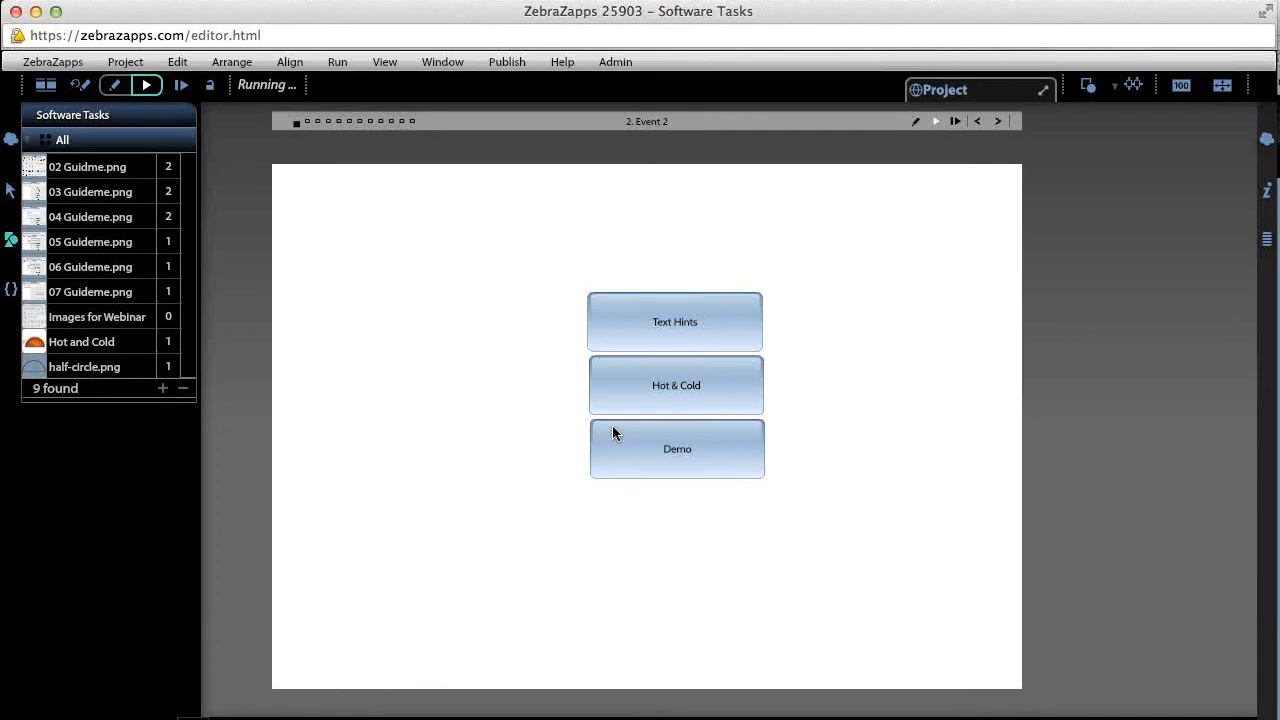 ZebraZapps 25903 – Software Tasks
https://zebrazapps.com/editor.html
ZebraZapps Project Edit Arrange Align Run View Window Publish Help Admin
Running ...
Project
100
Software Tasks
2. Event 2
All
02 Guidme.png 2
03 Guideme.png 2
04 Guideme.png 2
05 Guideme.png 1
06 Guideme.png 1
07 Guideme.png 1
Images for Webinar 0
Hot and Cold 1
half-circle.png 1
9 found
Text Hints
Hot & Cold
Demo